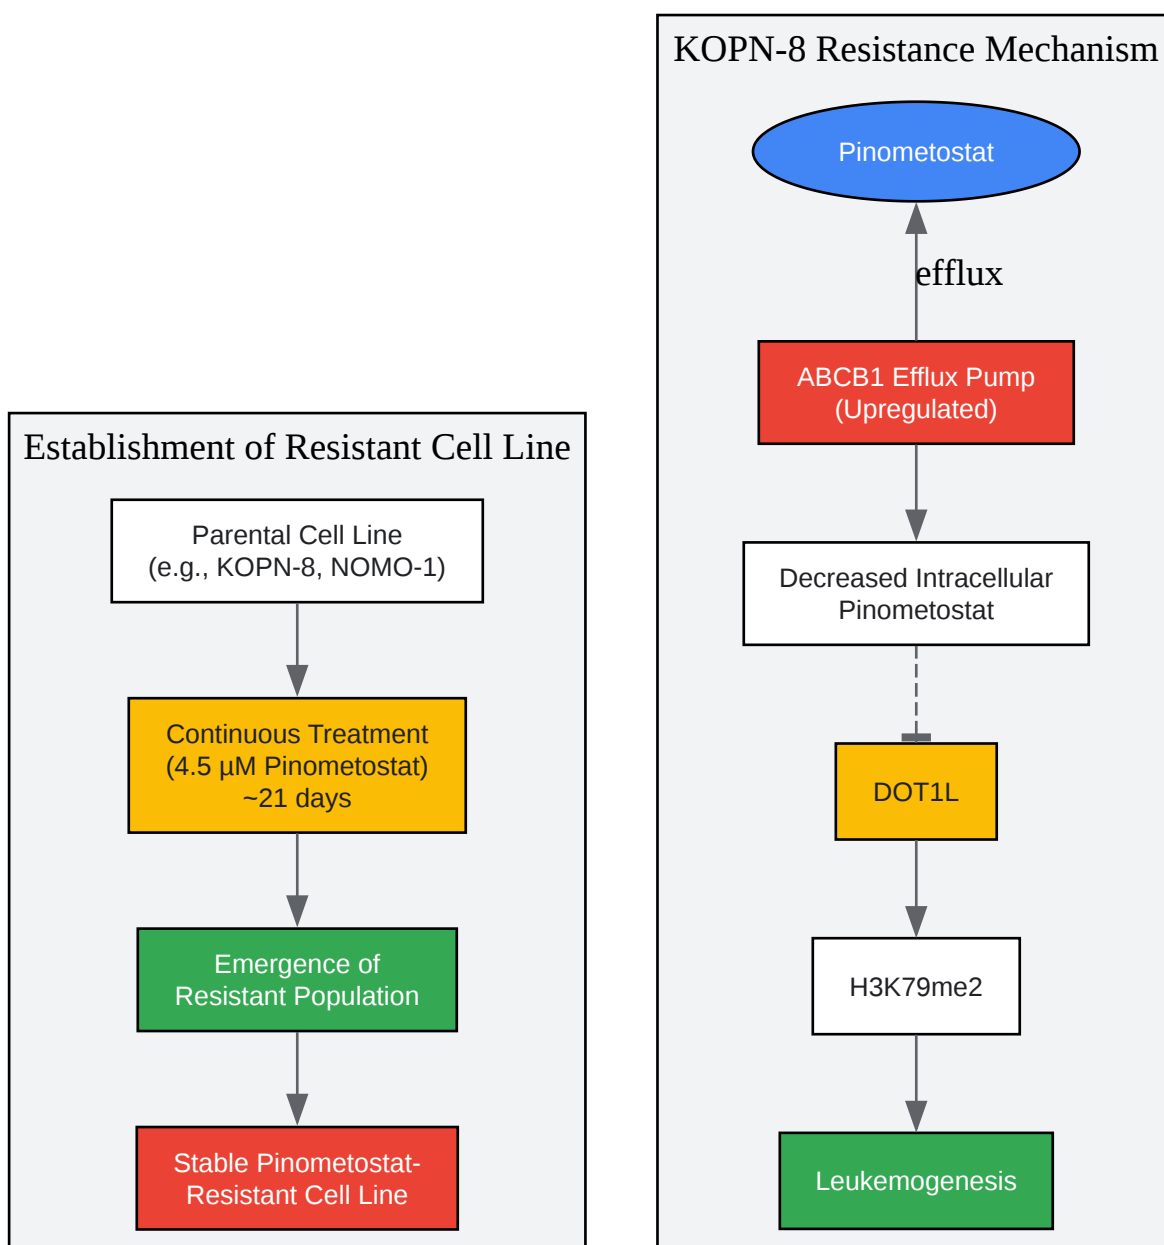 Establishment of Resistant Cell Line
Parental Cell Line
(e.g., KOPN-8, NOMO-1)
Continuous Treatment
(4.5 µM Pinometostat)
~21 days
Emergence of
Resistant Population
Stable Pinometostat-
Resistant Cell Line
KOPN-8 Resistance Mechanism
Pinometostat
efflux
ABCB1 Efflux Pump
(Upregulated)
Decreased Intracellular
Pinometostat
DOT1L
H3K79me2
Leukemogenesis